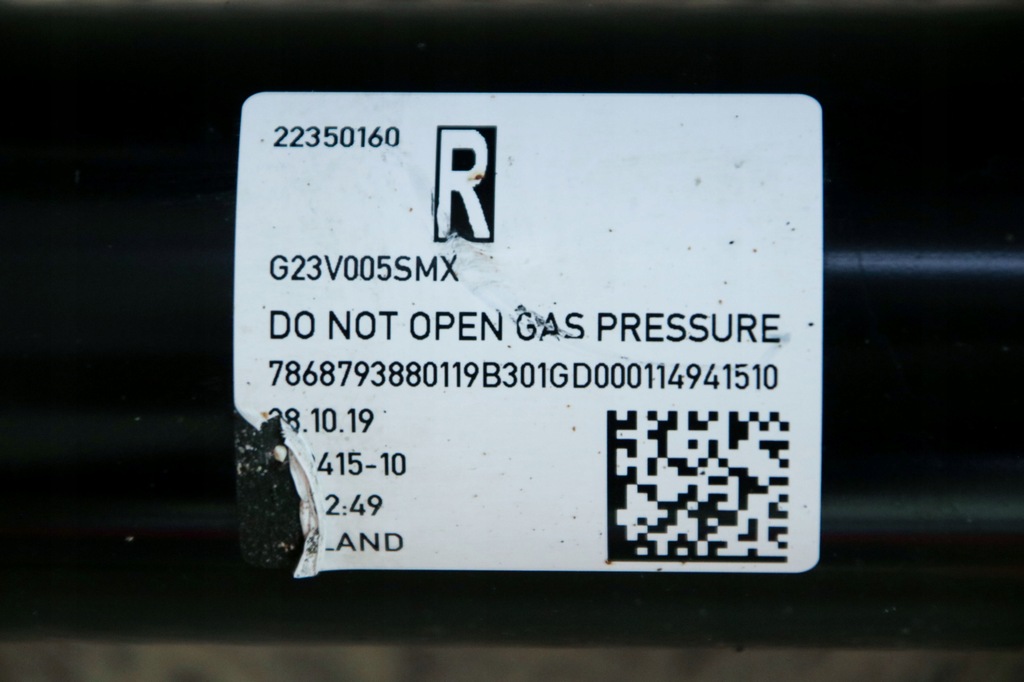 22350160
R
G23V005SMX
DO NOT OPEN GAS PRESSURE
7868793880119B301GD000114941510
8.10.19
415-10
2:49
LAND